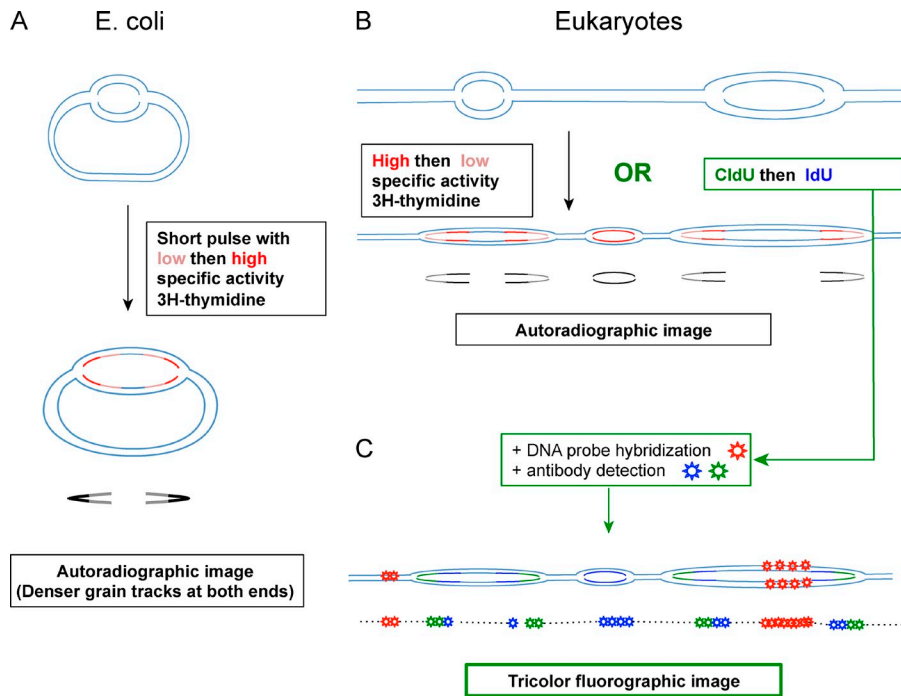 A E. coli
B Eukaryotes
Short pulse with
low then high
specific activity
3H-thymidine
Autoradiographic image
(Denser grain tracks at both ends)
High then low
specific activity
3H-thymidine
OR
CldU then IdU
Autoradiographic image
C
+ DNA probe hybridization
+ antibody detection
Tricolor fluorographic image